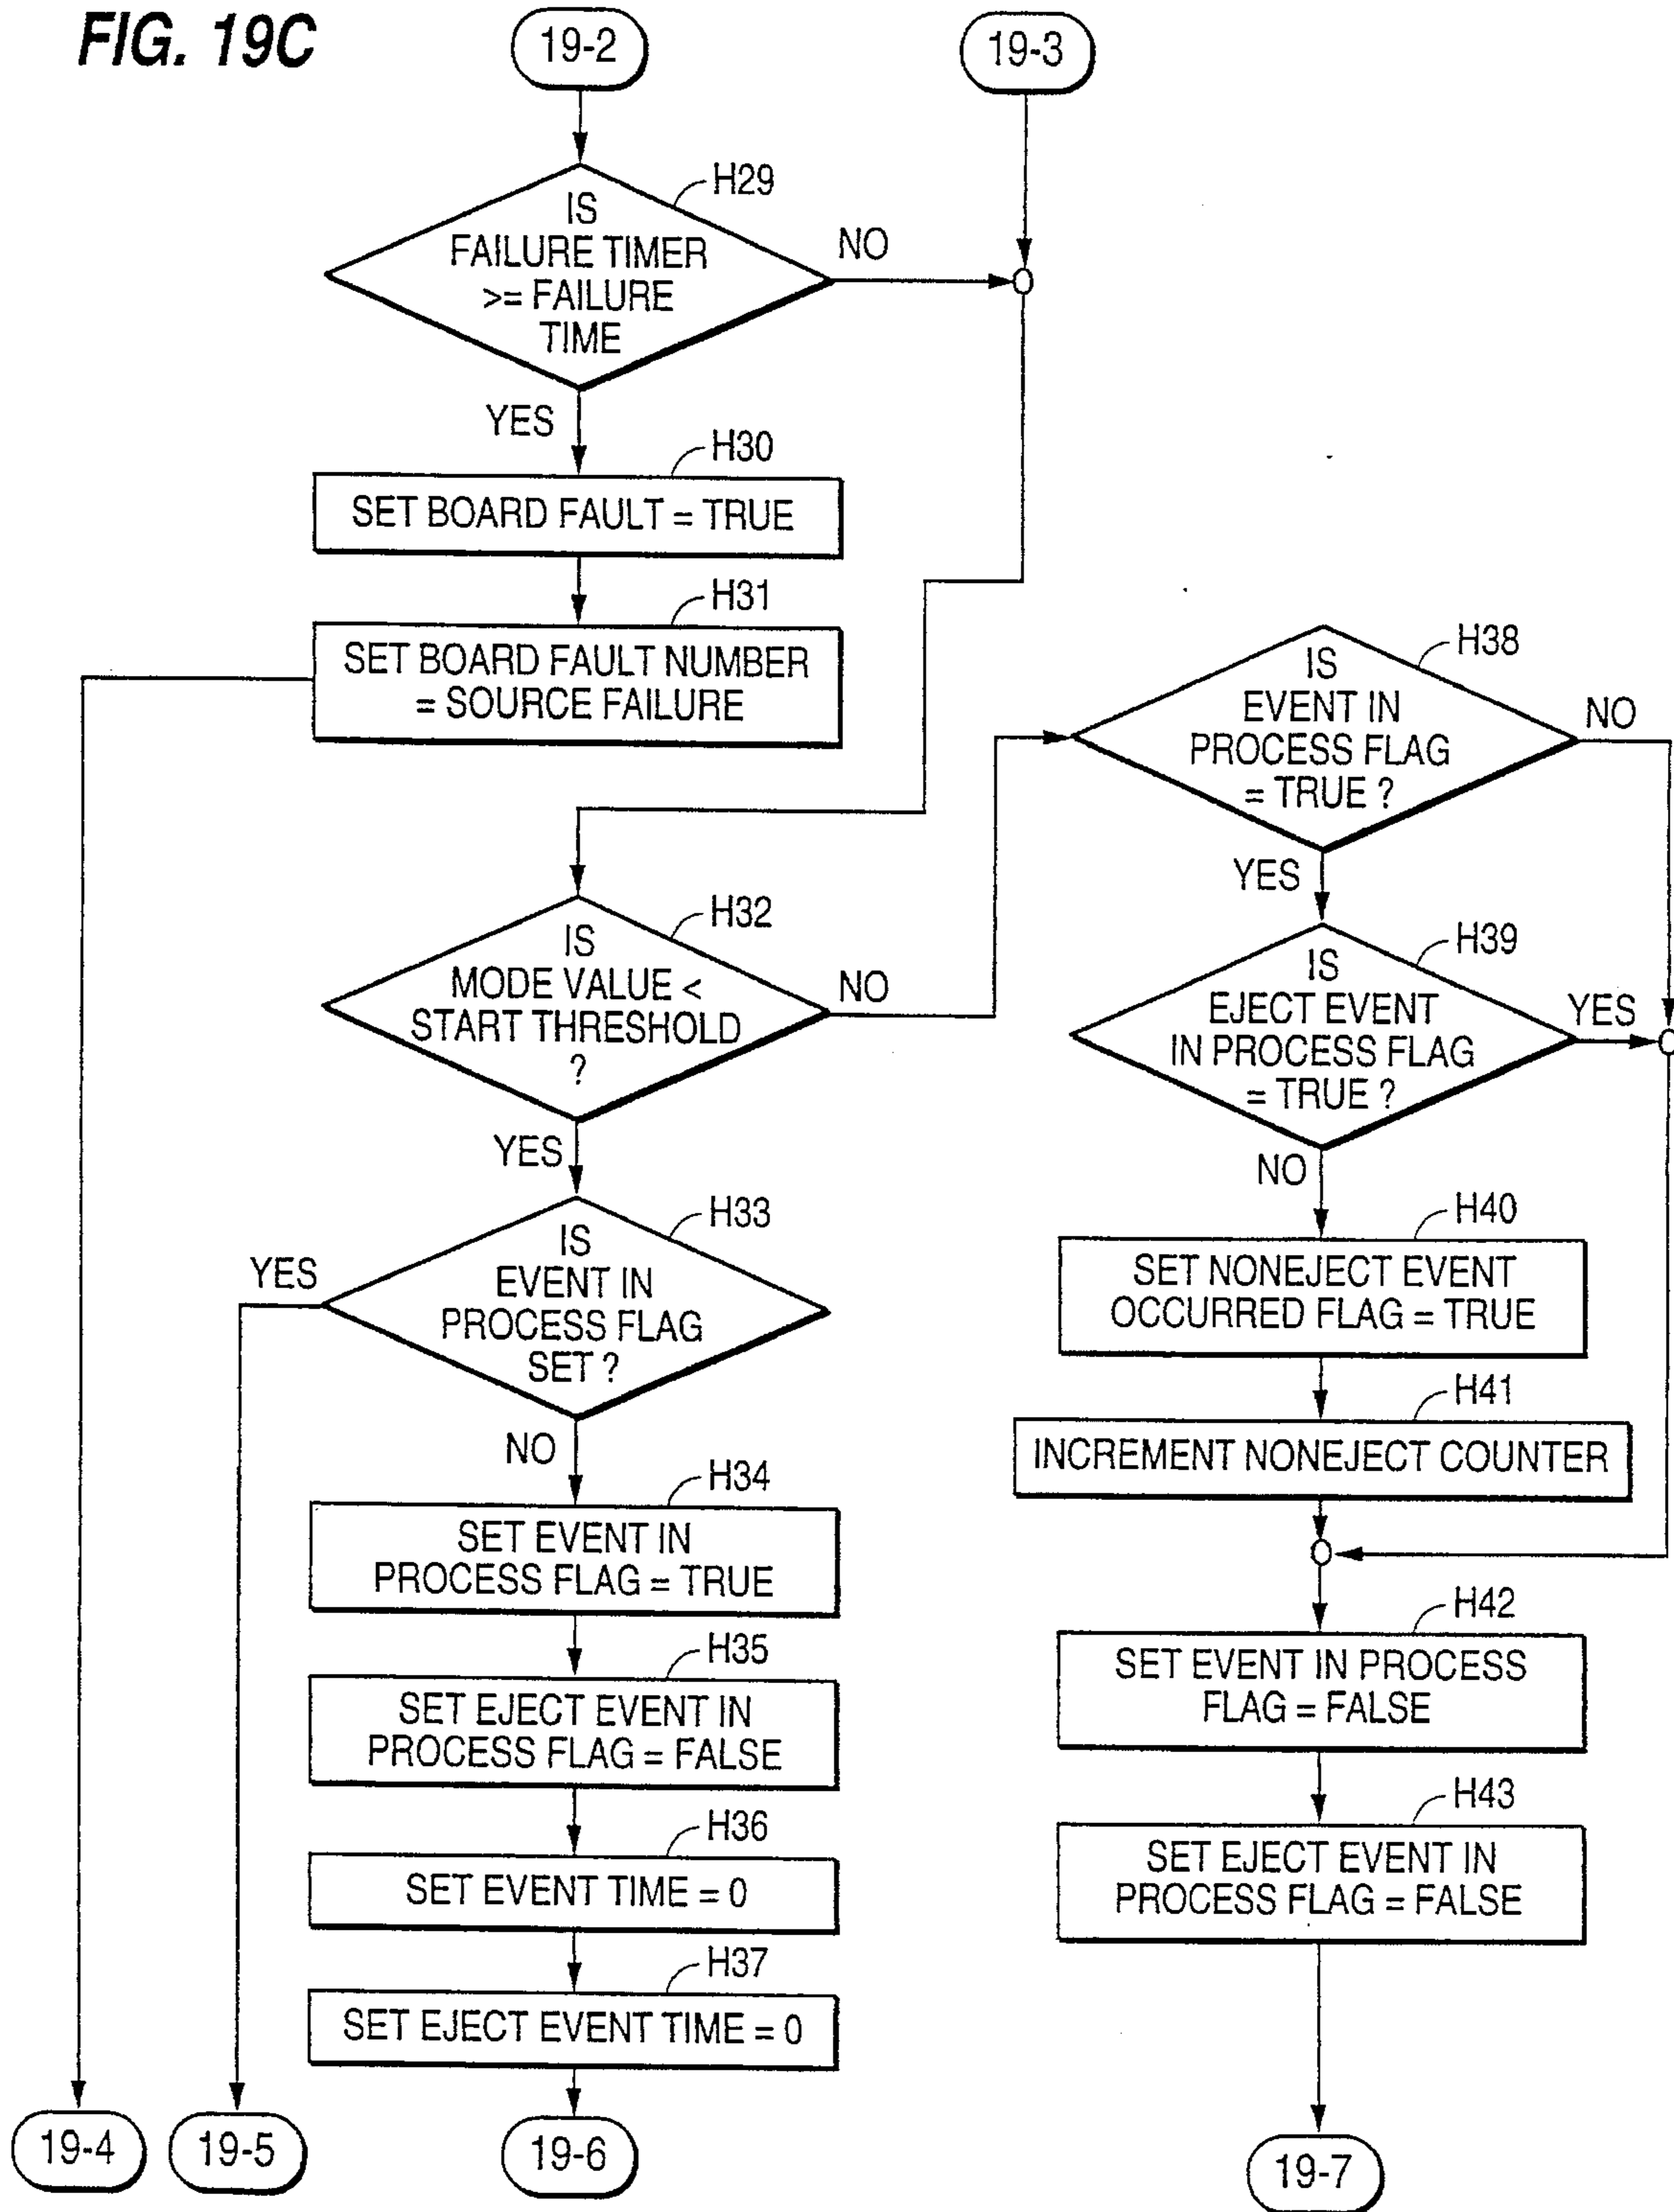 FIG. 19C
19-2
19-3
H29
IS
FAILURE TIMER
>= FAILURE
TIME
NO
YES
H30
SET BOARD FAULT = TRUE
H31
SET BOARD FAULT NUMBER
= SOURCE FAILURE
H32
IS
MODE VALUE <
START THRESHOLD
?
NO
YES
H33
IS
EVENT IN
PROCESS FLAG
SET ?
YES
NO
H34
SET EVENT IN
PROCESS FLAG = TRUE
H35
SET EJECT EVENT IN
PROCESS FLAG = FALSE
H36
SET EVENT TIME = 0
H37
SET EJECT EVENT TIME = 0
H38
IS
EVENT IN
PROCESS FLAG
= TRUE ?
NO
YES
H39
IS
EJECT EVENT
IN PROCESS FLAG
= TRUE ?
YES
NO
H40
SET NONEJECT EVENT
OCCURRED FLAG = TRUE
H41
INCREMENT NONEJECT COUNTER
H42
SET EVENT IN PROCESS
FLAG = FALSE
H43
SET EJECT EVENT IN
PROCESS FLAG = FALSE
19-4
19-5
19-6
19-7